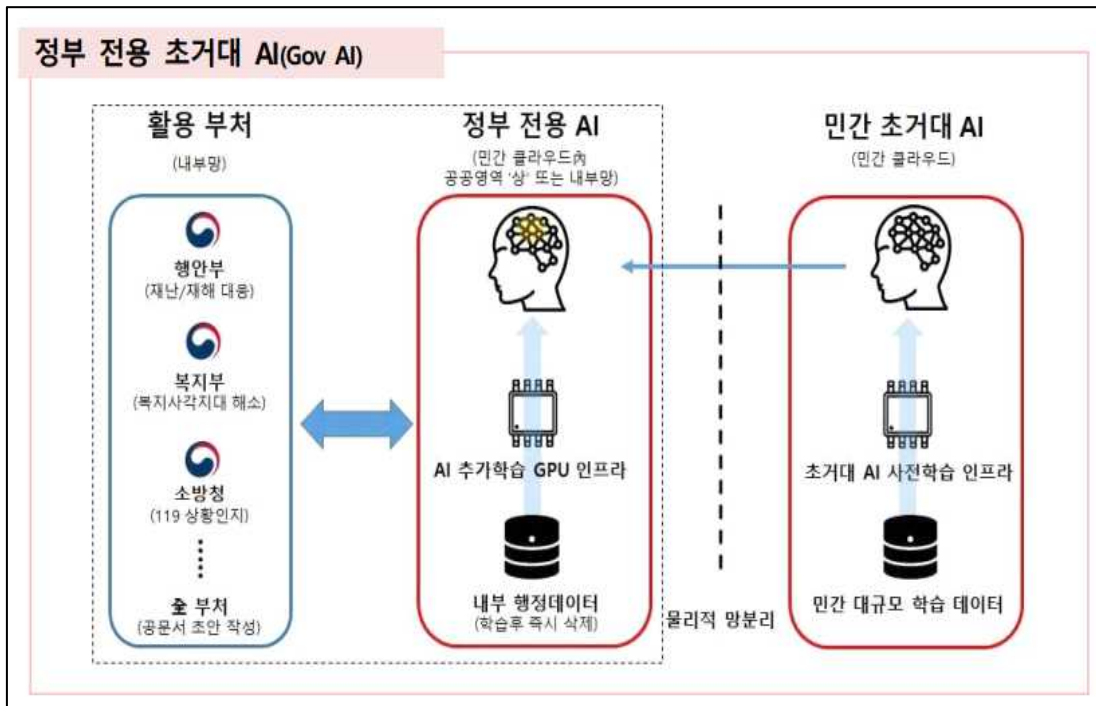 정부 전용 초거대 AI(Gov AI)
활용 부처
(내부망)
행안부
(재난/재해 대응)
복지부
(복지사각지대 해소)
소방청
(119 상황인지)
全 부처
(공문서 초안 작성)
정부 전용 AI
(민간 클라우드內
공공영역 '상' 또는 내부망)
AI 추가학습 GPU 인프라
내부 행정데이터
(학습후 즉시 삭제)
물리적 망분리
민간 초거대 AI
(민간 클라우드)
초거대 AI 사전학습 인프라
민간 대규모 학습 데이터